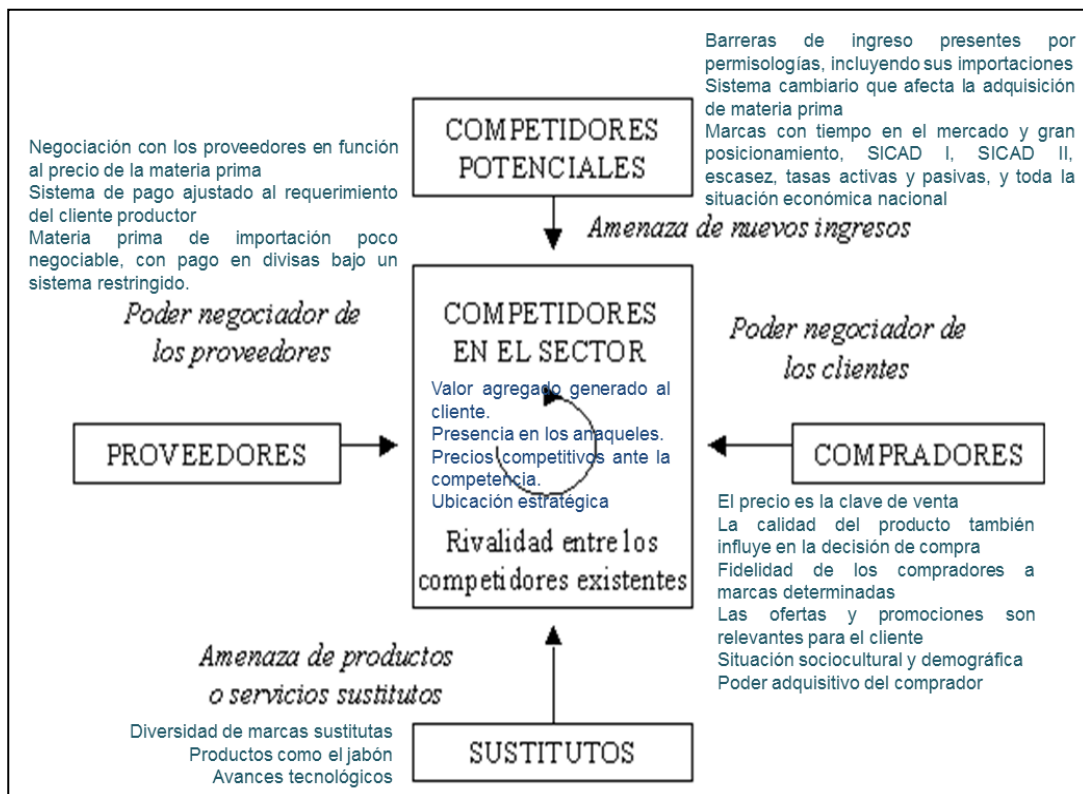 Barreras de ingreso presentes por
permisologías, incluyendo sus importaciones
Sistema cambiario que afecta la adquisición
de materia prima
Marcas con tiempo en el mercado y gran
posicionamiento, SICAD I, SICAD II,
escasez, tasas activas y pasivas, y toda la
situación económica nacional
COMPETIDORES
POTENCIALES
Amenaza de nuevos ingresos
Negociación con los proveedores en función
al precio de la materia prima
Sistema de pago ajustado al requerimiento
del cliente productor
Materia prima de importación poco
negociable, con pago en divisas bajo un
sistema restringido.
Poder negociador de
los proveedores
PROVEEDORES
COMPETIDORES
EN EL SECTOR
Valor agregado generado al
cliente.
Presencia en los anaqueles.
Precios competitivos ante la
competencia.
Ubicación estratégica
Rivalidad entre los
competidores existentes
Poder negociador de
los clientes
COMPRADORES
El precio es la clave de venta
La calidad del producto también
influye en la decisión de compra
Fidelidad de los compradores a
marcas determinadas
Las ofertas y promociones son
relevantes para el cliente
Situación sociocultural y demográfica
Poder adquisitivo del comprador
Amenaza de productos
o servicios sustitutos
Diversidad de marcas sustitutas
Productos como el jabón
Avances tecnológicos
SUSTITUTOS